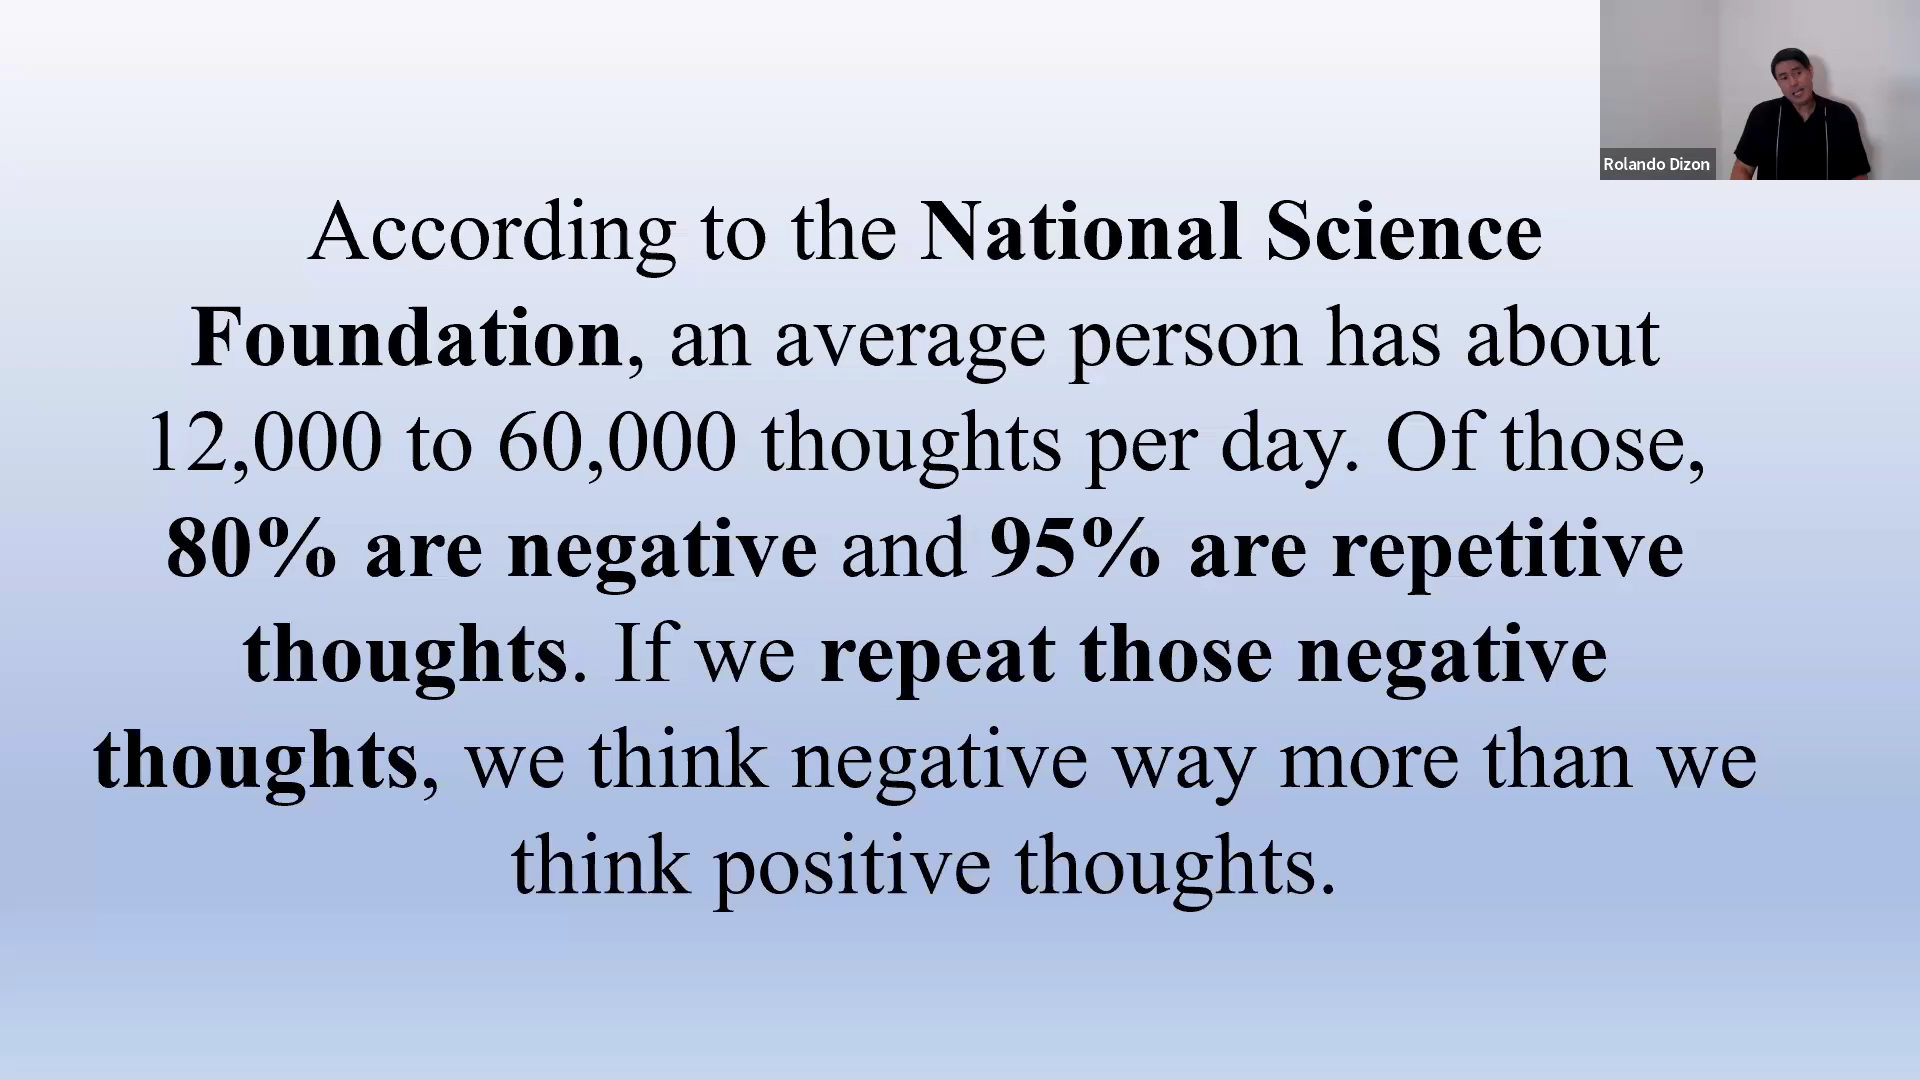 Rolando Dizon
According to the National Science
Foundation, an average person has about
12,000 to 60,000 thoughts per day. Of those,
80% are negative and 95% are repetitive
thoughts. If we repeat those negative
thoughts, we think negative way more than we
think positive thoughts.